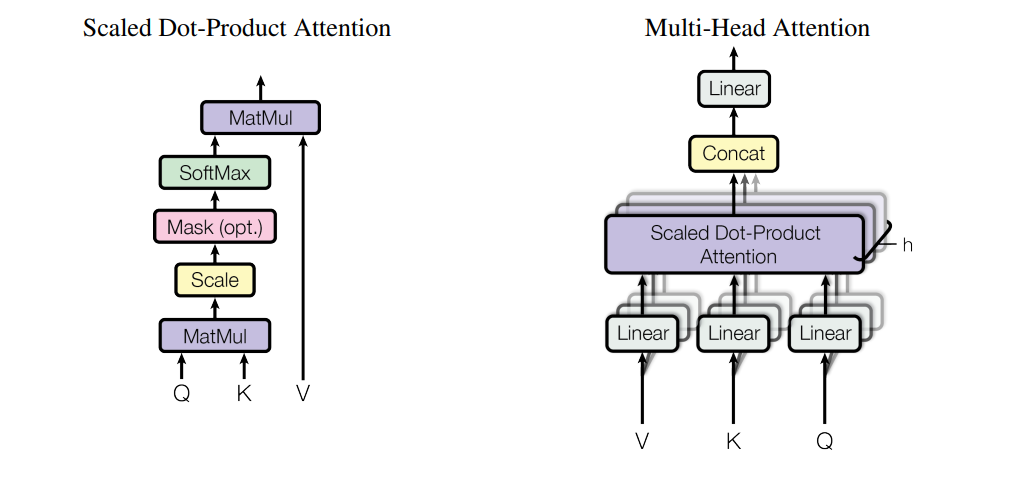 Scaled Dot-Product Attention
MatMul
SoftMax
Mask (opt.)
Scale
MatMul
Q K V
Multi-Head Attention
Linear
Concat
Scaled Dot-Product
Attention
h
Linear Linear Linear
V K Q